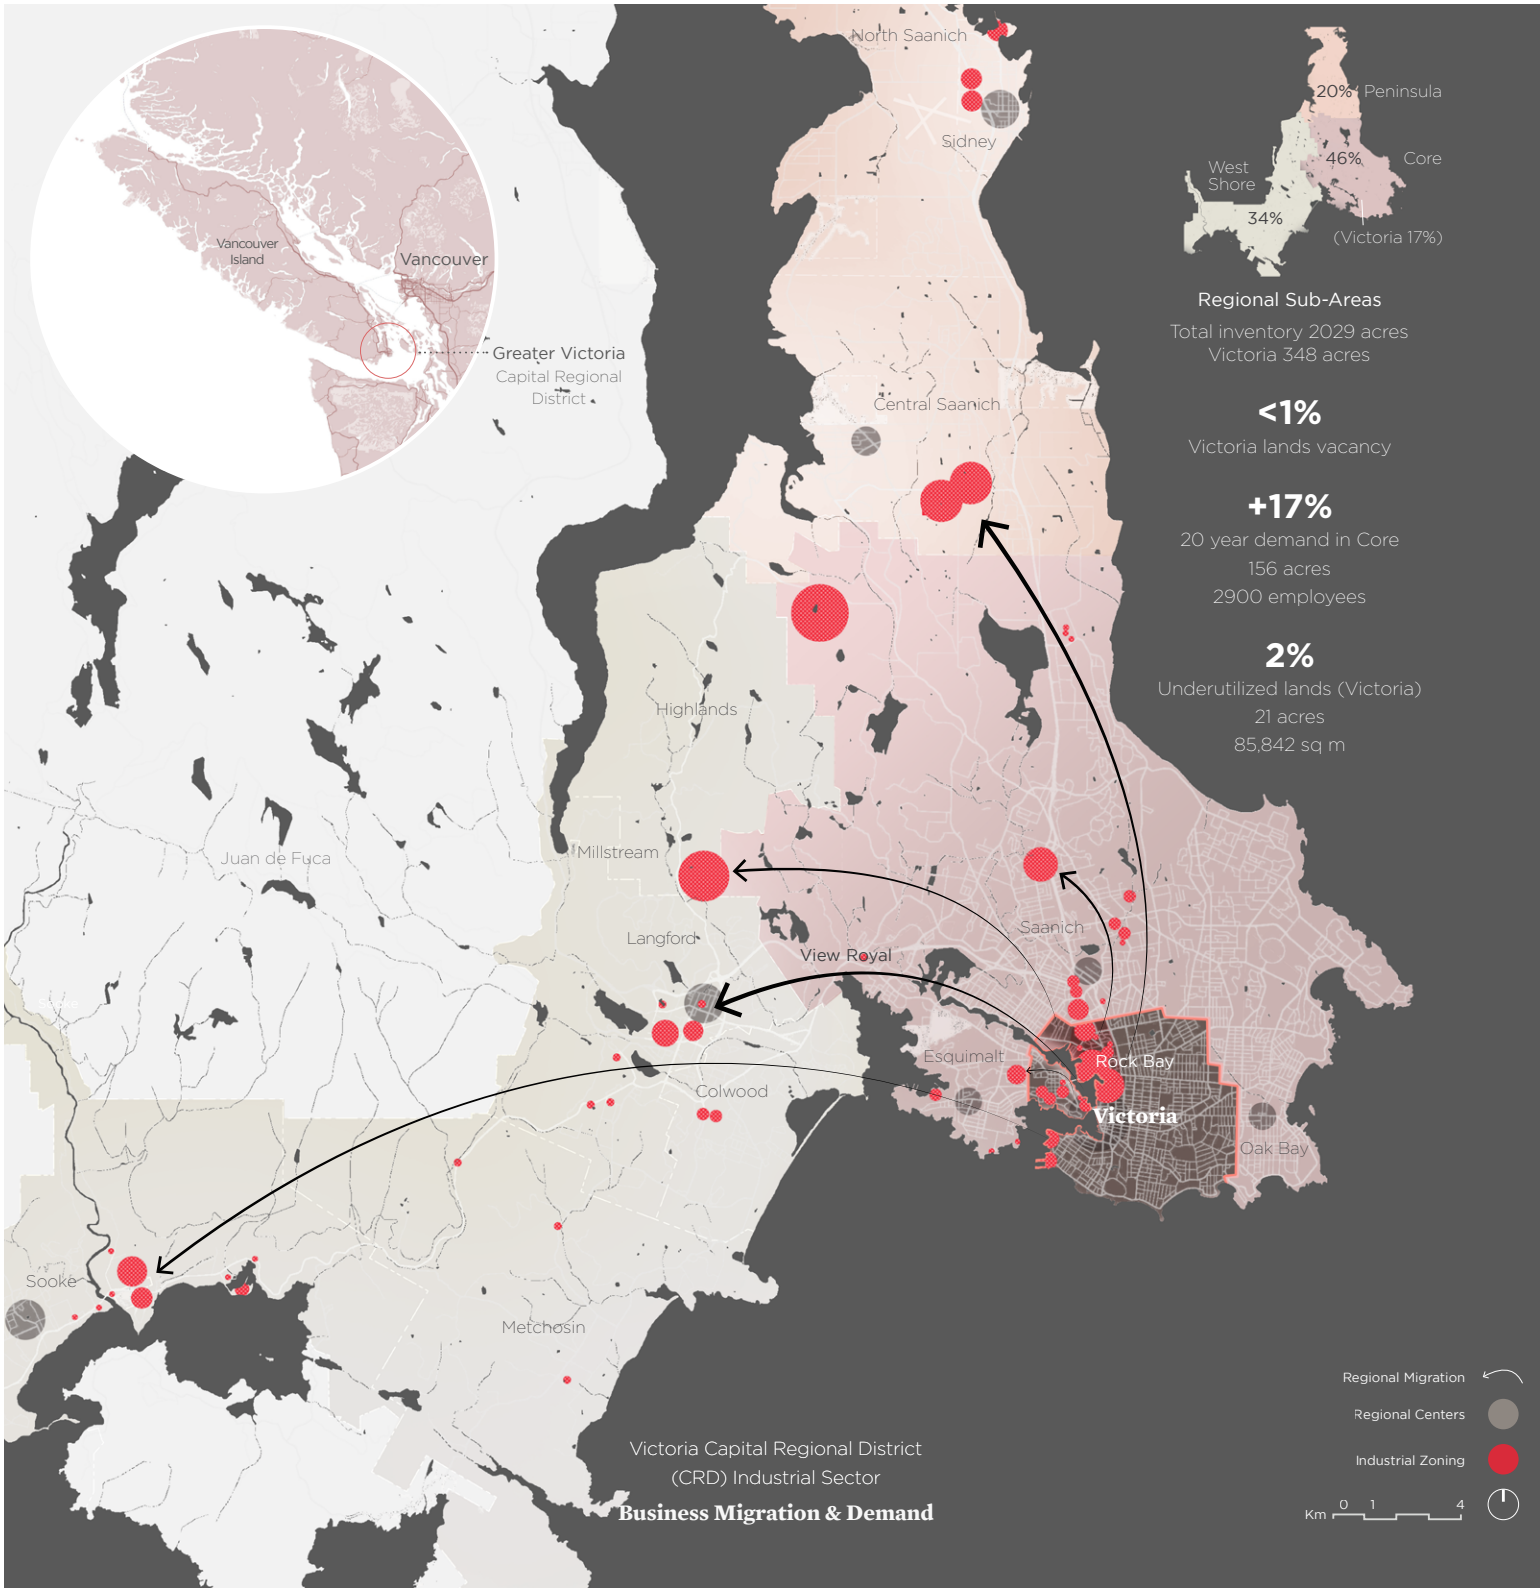 North Saanich
Sidney
Vancouver
Island
Vancouver
Greater Victoria
Capital Regional
District
20%
Peninsula
46%
Core
West
Shore
34%
(Victoria 17%)
Regional Sub-Areas
Total inventory 2029 acres
Victoria 348 acres
<1%
Victoria lands vacancy
+17%
20 year demand in Core
156 acres
2900 employees
2%
Underutilized lands (Victoria)
21 acres
85,842 sq m
Central Saanich
Highlands
Juan de Fuca
Millstream
Langford
View Royal
Saanich
Sooke
Esquimalt
Rock Bay
Colwood
Victoria
Oak Bay
Sooke
Metchosin
Victoria Capital Regional District
(CRD) Industrial Sector
Business Migration & Demand
Regional Migration
Regional Centers
Industrial Zoning
Km 0 1 4